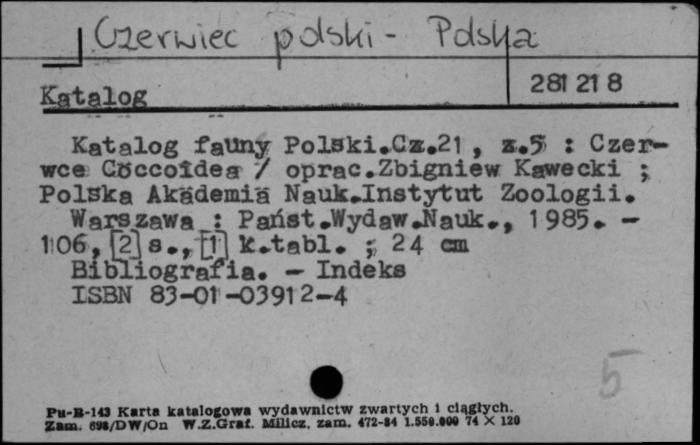 Czerwiec polski - Polska
281 21 8
Katalog
Katalog fauny Polski.Cz.21, z.5 : Czer-
wce Coccoidea / oprac.Zbigniew Kawecki ;
Polska Akademia Nauk.Instytut Zoologii.
Warszawa : Państ.Wydaw.Nauk., 1985. -
106, [2] s., [1] k.tabl. ; 24 cm
Bibliografia. - Indeks
ISBN 83-01-03912-4
5
Pu-B-143 Karta katalogowa wydawnictw zwartych i ciągłych.
Zam. 698/DW/On W.Z.Graf. Milicz, zam. 472-84 1.550.000 74 X 120